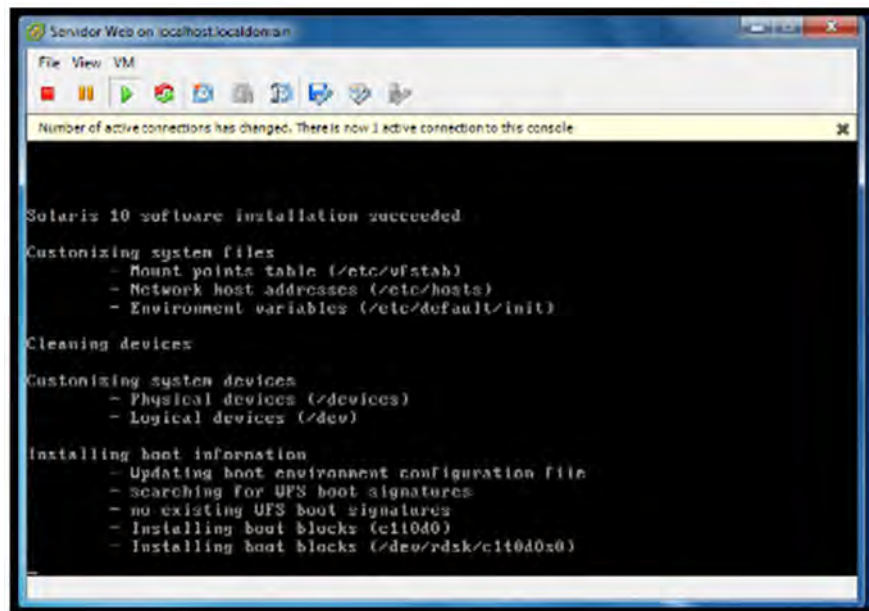 Servidor Web on localhost.localdomain
File View VM
Number of active connections has changed. There is now 1 active connection to this console
Solaris 10 software installation succeeded
Customizing system files
- Mount points table (/etc/vfstab)
- Network host addresses (/etc/hosts)
- Environment variables (/etc/default/init)
Cleaning devices
Customizing system devices
- Physical devices (/devices)
- Logical devices (/dev)
Installing boot information
- Updating boot environment configuration file
- searching for UFS boot signatures
- no existing UFS boot signatures
- Installing boot blocks (c1t0d0)
- Installing boot blocks (/dev/rdsk/c1t0d0s0)